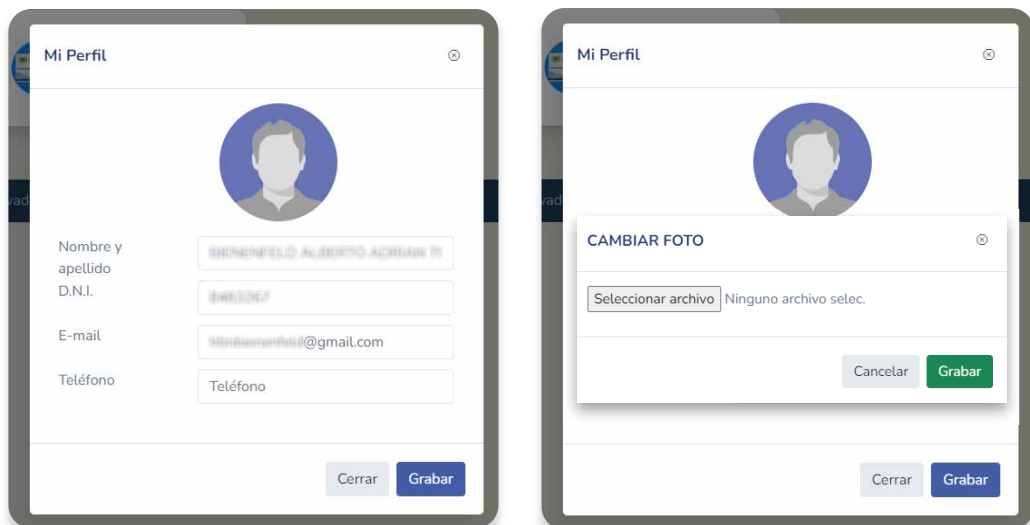 Mi Perfil
Nombre y
apellido
D.N.I.
E-mail
@gmail.com
Teléfono
Teléfono
Cerrar
Grabar
Mi Perfil
CAMBIAR FOTO
Seleccionar archivo
Ninguno archivo selec.
Cancelar
Grabar
Cerrar
Grabar